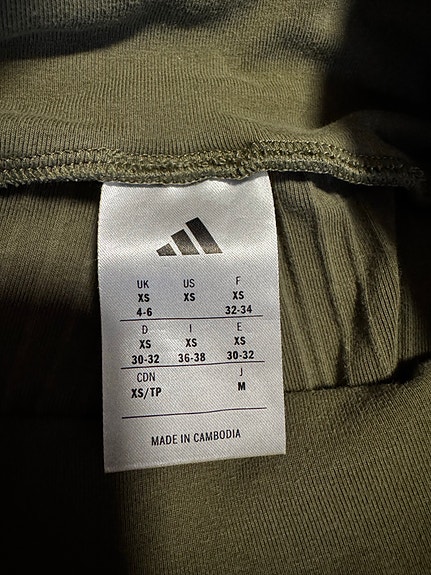 UK US F
XS XS XS
4-6 32-34
D I E
XS XS XS
30-32 36-38 30-32
CDN J
XS/TP M
MADE IN CAMBODIA